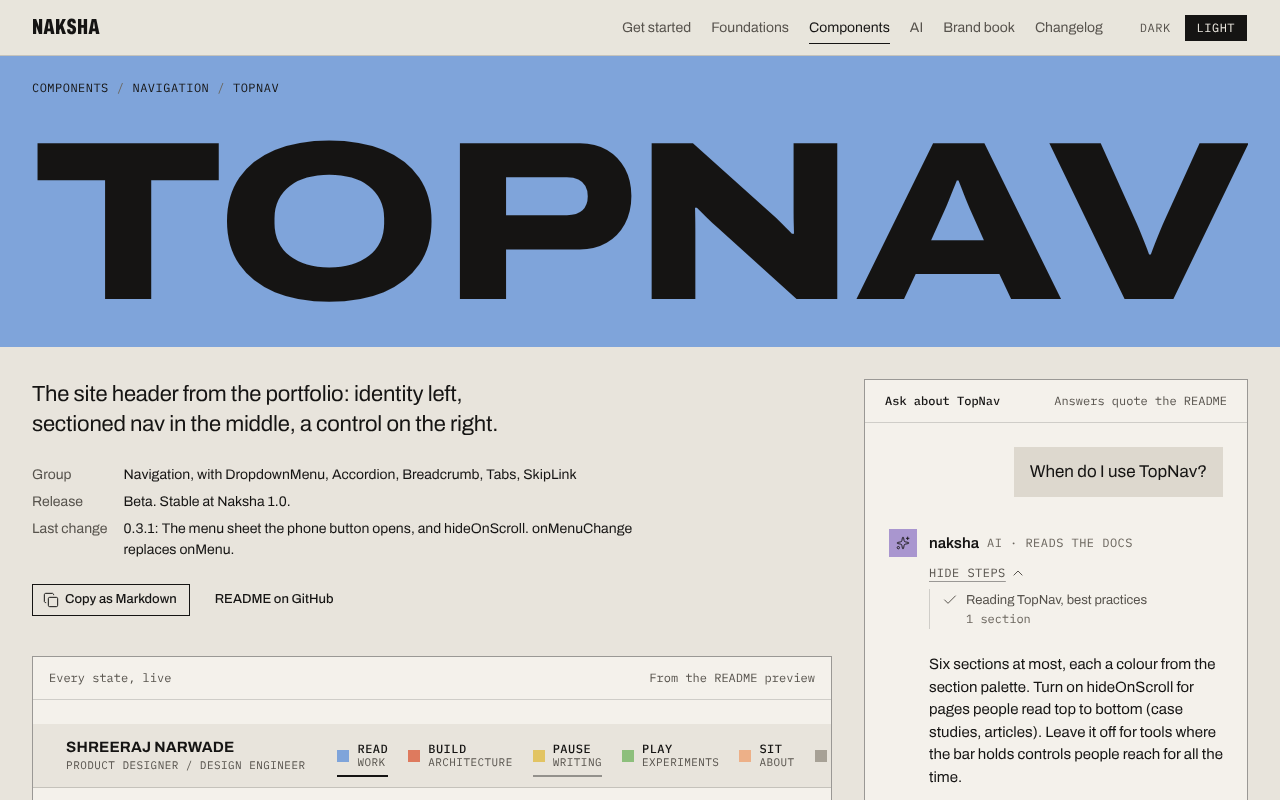 NAKSHA
Get started Foundations Components AI Brand book Changelog DARK LIGHT
COMPONENTS / NAVIGATION / TOPNAV
TOPNAV
The site header from the portfolio: identity left,
sectioned nav in the middle, a control on the right.
Group Navigation, with DropdownMenu, Accordion, Breadcrumb, Tabs, SkipLink
Release Beta. Stable at Naksha 1.0.
Last change 0.3.1: The menu sheet the phone button opens, and hideOnScroll. onMenuChange
replaces onMenu.
Copy as Markdown README on GitHub
Every state, live From the README preview
SHREERAJ NARWADE
PRODUCT DESIGNER / DESIGN ENGINEER
READ
WORK
BUILD
ARCHITECTURE
PAUSE
WRITING
PLAY
EXPERIMENTS
SIT
ABOUT
Ask about TopNav Answers quote the README
When do I use TopNav?
naksha AI · READS THE DOCS
HIDE STEPS
Reading TopNav, best practices
1 section
Six sections at most, each a colour from the
section palette. Turn on hideOnScroll for
pages people read top to bottom (case
studies, articles). Leave it off for tools where
the bar holds controls people reach for all the
time.